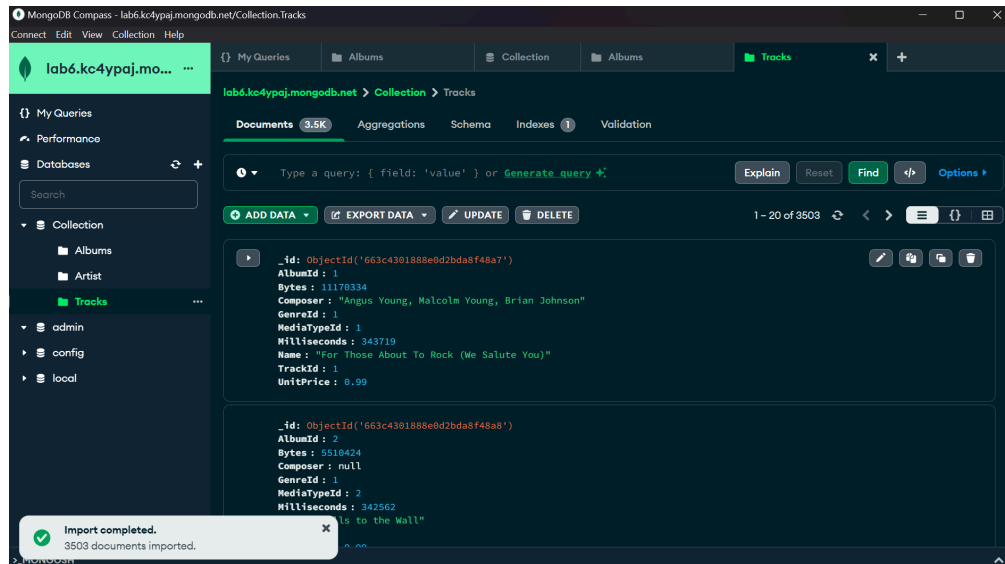 MongoDB Compass - lab6.kc4ypaj.mongodb.net/Collection.Tracks
Connect Edit View Collection Help
lab6.kc4ypaj.mo... ...
{} My Queries
Performance
Databases
Search
Collection
Albums
Artist
Tracks ...
admin
config
local
{} My Queries Albums Collection Albums Tracks
lab6.kc4ypaj.mongodb.net > Collection > Tracks
Documents 3.5K Aggregations Schema Indexes 1 Validation
Type a query: { field: 'value' } or Generate query
Explain Reset Find </> Options
ADD DATA EXPORT DATA UPDATE DELETE
1 – 20 of 3503 {}
_id: ObjectId('663c4301888e0d2bda8f48a7')
AlbumId : 1
Bytes : 11170334
Composer : "Angus Young, Malcolm Young, Brian Johnson"
GenreId : 1
MediaTypeId : 1
Milliseconds : 343719
Name : "For Those About To Rock (We Salute You)"
TrackId : 1
UnitPrice : 0.99
_id: ObjectId('663c4301888e0d2bda8f48a8')
AlbumId : 2
Bytes : 5510424
Composer : null
GenreId : 1
MediaTypeId : 2
Milliseconds : 342562
ls to the Wall"
Import completed.
3503 documents imported.
>_MONGOSH